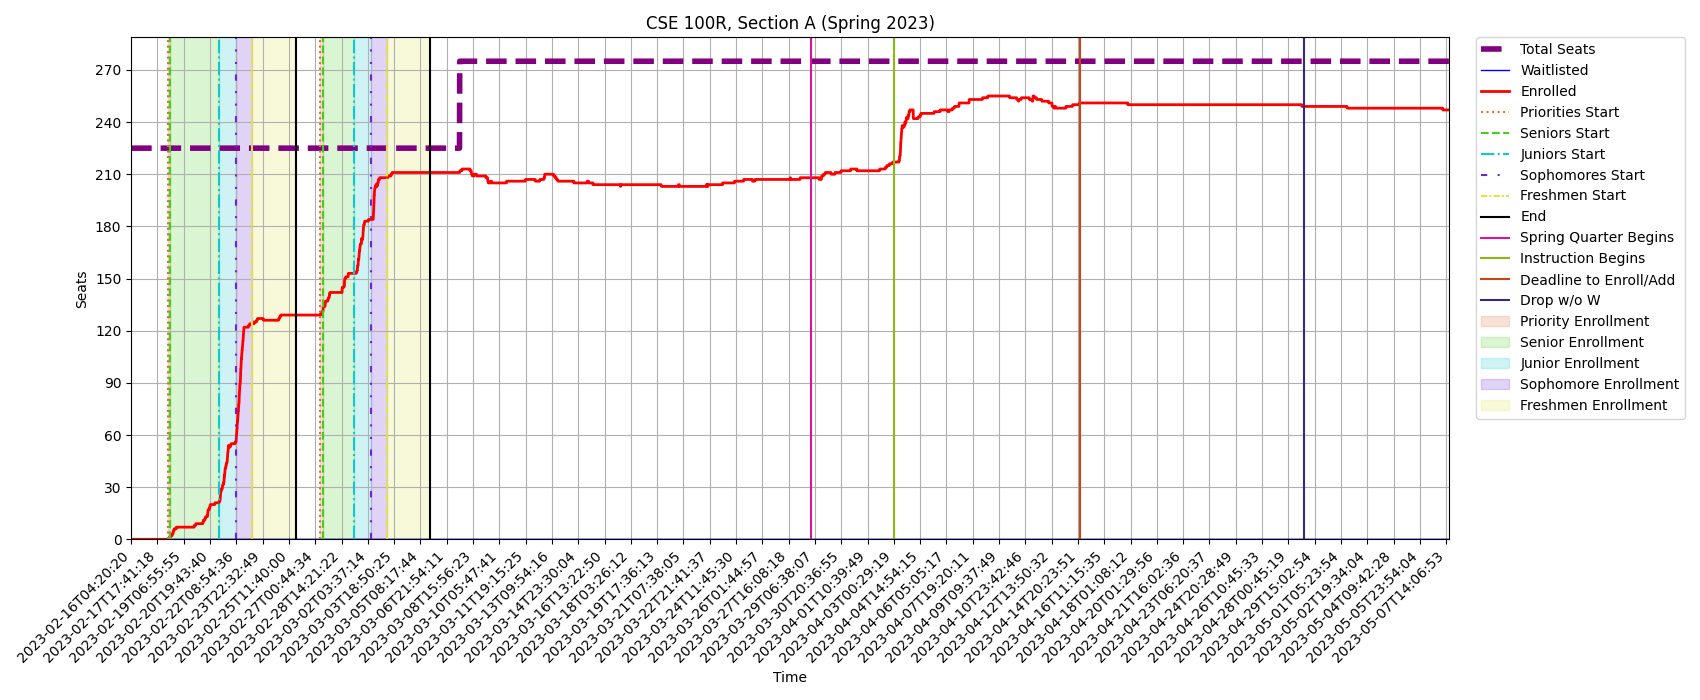 CSE 100R, Section A (Spring 2023)
Seats
270
240
210
180
150
120
90
60
30
0
2023-02-16T04:20:20
2023-02-17T17:41:18
2023-02-19T06:55:55
2023-02-20T19:43:40
2023-02-22T08:54:36
2023-02-23T22:32:49
2023-02-25T11:40:00
2023-02-27T00:44:34
2023-02-28T14:21:22
2023-03-02T03:37:14
2023-03-03T18:50:25
2023-03-05T08:17:44
2023-03-06T21:54:11
2023-03-08T15:56:23
2023-03-10T05:47:41
2023-03-11T19:15:25
2023-03-13T09:54:16
2023-03-14T23:30:04
2023-03-16T13:22:50
2023-03-18T03:26:12
2023-03-19T17:36:13
2023-03-21T07:38:05
2023-03-22T21:41:37
2023-03-24T11:45:30
2023-03-26T01:44:57
2023-03-27T16:08:18
2023-03-29T06:38:07
2023-03-30T20:36:55
2023-04-01T10:39:49
2023-04-03T00:29:19
2023-04-04T14:54:15
2023-04-06T05:05:17
2023-04-07T19:20:11
2023-04-09T09:37:49
2023-04-10T23:42:46
2023-04-12T13:50:32
2023-04-14T20:23:51
2023-04-16T11:15:35
2023-04-18T01:08:12
2023-04-20T01:29:56
2023-04-21T16:02:36
2023-04-23T06:20:37
2023-04-24T20:28:49
2023-04-26T10:45:33
2023-04-28T00:45:19
2023-04-29T15:02:54
2023-05-01T05:23:54
2023-05-02T19:34:04
2023-05-04T09:42:28
2023-05-05T23:54:04
2023-05-07T14:06:53
Time
Total Seats
Waitlisted
Enrolled
Priorities Start
Seniors Start
Juniors Start
Sophomores Start
Freshmen Start
End
Spring Quarter Begins
Instruction Begins
Deadline to Enroll/Add
Drop w/o W
Priority Enrollment
Senior Enrollment
Junior Enrollment
Sophomore Enrollment
Freshmen Enrollment